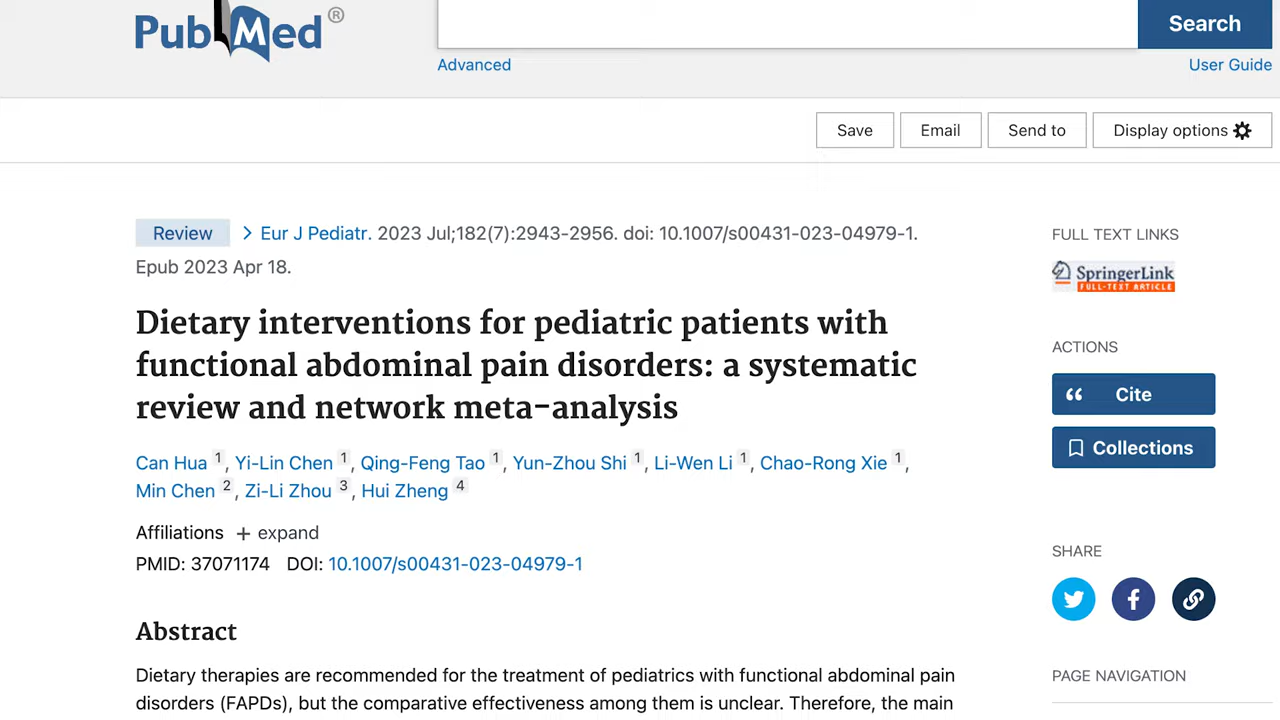 PubMed®
Search
Advanced
User Guide
Save
Email
Send to
Display options
Review
Eur J Pediatr. 2023 Jul;182(7):2943-2956. doi: 10.1007/s00431-023-04979-1.
Epub 2023 Apr 18.
Dietary interventions for pediatric patients with
functional abdominal pain disorders: a systematic
review and network meta-analysis
Can Hua 1, Yi-Lin Chen 1, Qing-Feng Tao 1, Yun-Zhou Shi 1, Li-Wen Li 1, Chao-Rong Xie 1,
Min Chen 2, Zi-Li Zhou 3, Hui Zheng 4
Affiliations + expand
PMID: 37071174 DOI: 10.1007/s00431-023-04979-1
Abstract
Dietary therapies are recommended for the treatment of pediatrics with functional abdominal pain
disorders (FAPDs), but the comparative effectiveness among them is unclear. Therefore, the main
FULL TEXT LINKS
SpringerLink
FULL-TEXT ARTICLE
ACTIONS
Cite
Collections
SHARE
PAGE NAVIGATION